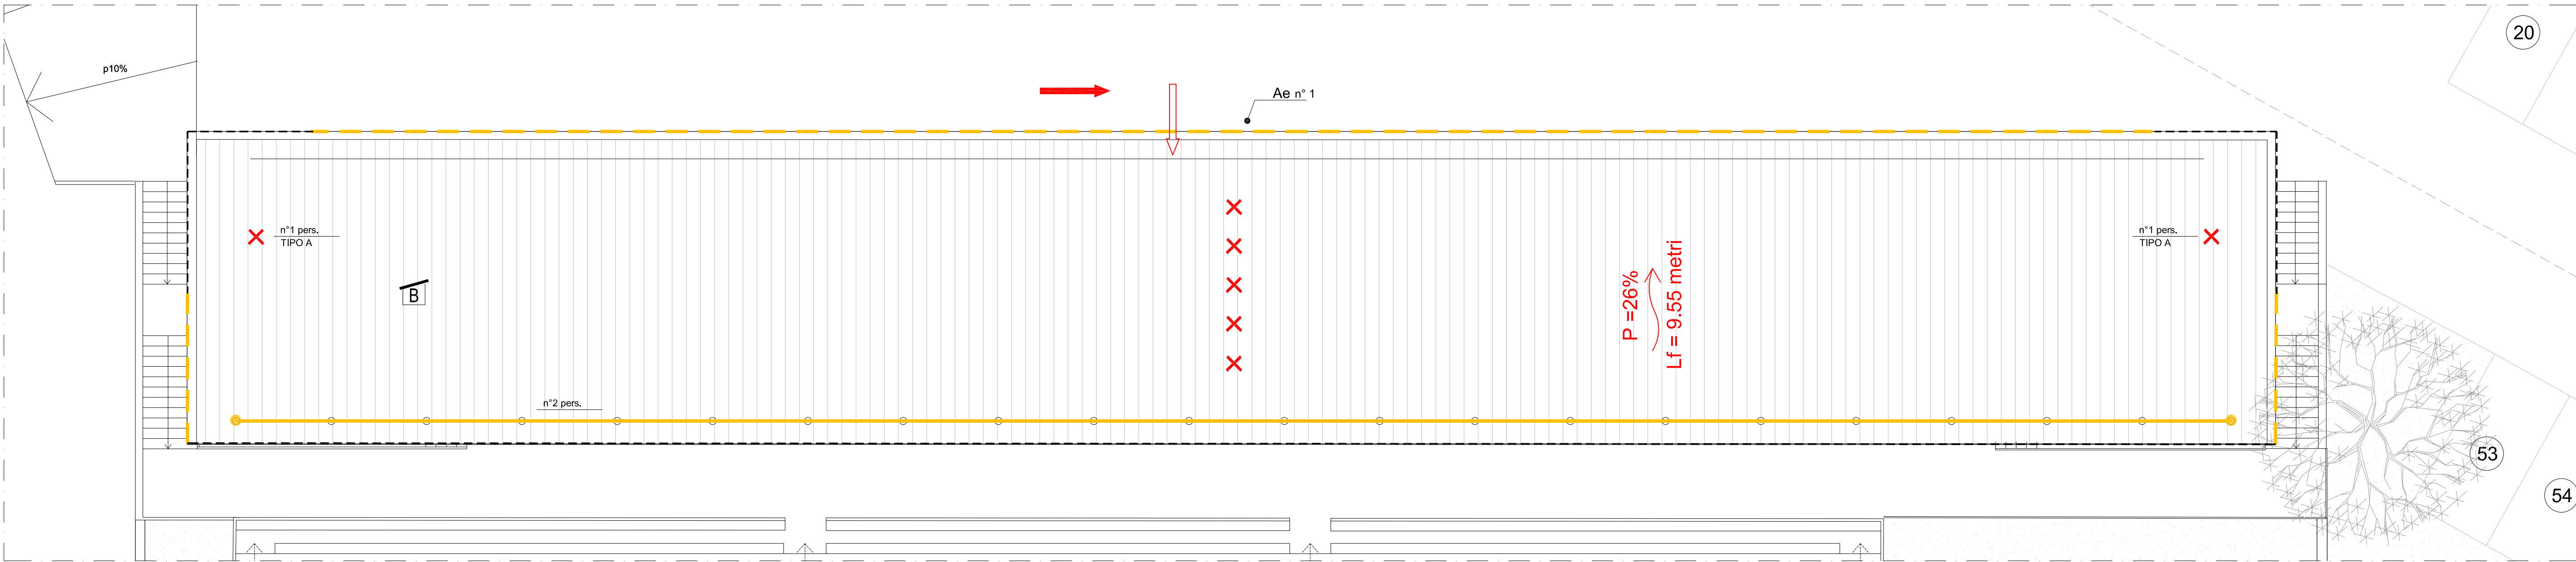 20
p10%
Ae n° 1
n°1 pers.
TIPO A
n°1 pers.
TIPO A
B
P =26%
Lf = 9.55 metri
n°2 pers.
53
54